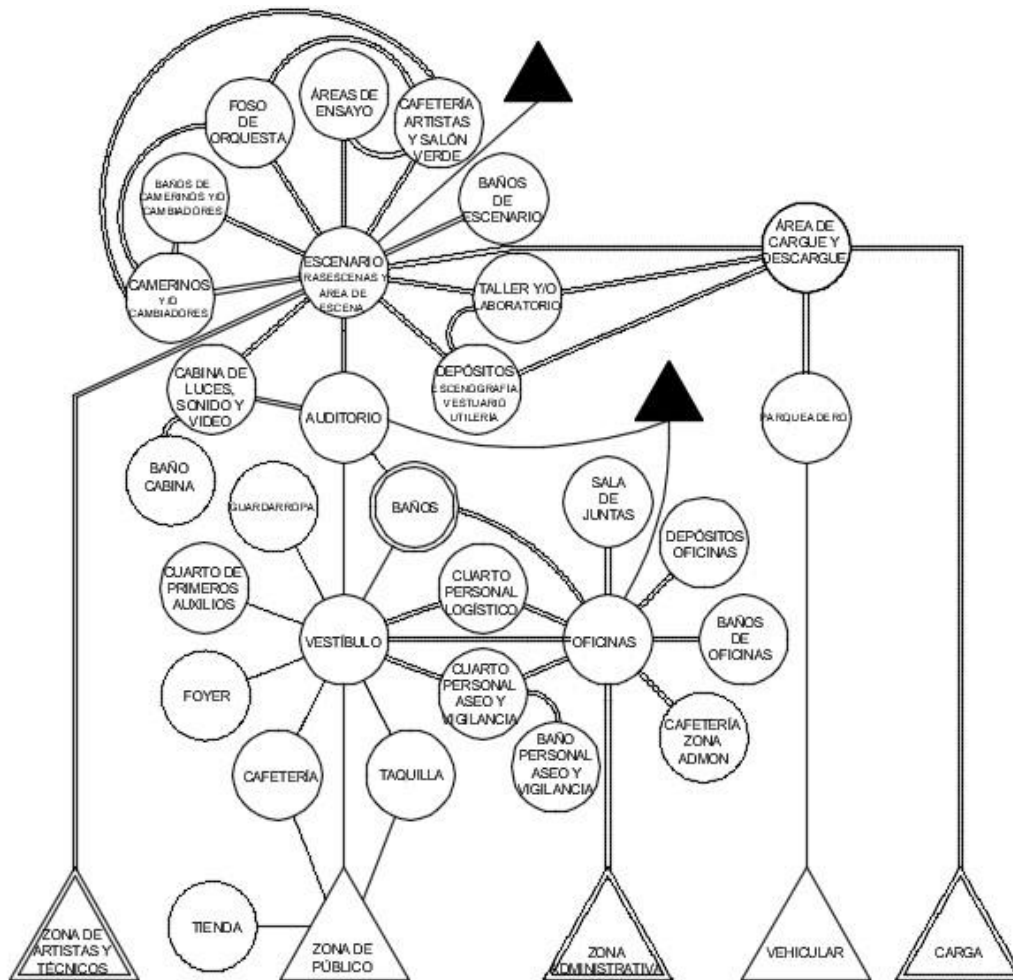 ÁREAS DE
ENSAYO
CAFETERÍA
ARTISTAS
Y SALÓN
VERDE
FOSO
DE
ORQUESTA
BAÑOS DE
CAMERINOS Y/O
CAMBIADORES
BAÑOS
DE
ESCENARIO
ÁREA DE
CARGUE Y
DESCARGUE
ESCENARIO
RASESCENAS Y
ÁREA DE
ESCENA
CAMERINOS
Y/O
CAMBIADORES
TALLER Y/O
LABORATORIO
CABINA DE
LUCES,
SONIDO Y
VIDEO
AUDITORIO
DEPÓSITOS
ESCENOGRAFÍA
VESTUARIO
UTILERÍA
PARQUEADERO
BAÑO
CABINA
GUARDARROPA
BAÑOS
SALA
DE
JUNTAS
DEPÓSITOS
OFICINAS
CUARTO DE
PRIMEROS
AUXILIOS
CUARTO
PERSONAL
LOGÍSTICO
VESTÍBULO
OFICINAS
BAÑOS
DE
OFICINAS
FOYER
CUARTO
PERSONAL
ASEO Y
VIGILANCIA
CAFETERÍA
ZONA
ADMON
CAFETERÍA
TAQUILLA
BAÑO
PERSONAL
ASEO Y
VIGILANCIA
TIENDA
ZONA DE
ARTISTAS Y
TÉCNICOS
ZONA DE
PÚBLICO
ZONA
ADMINISTRATIVA
VEHICULAR
CARGA